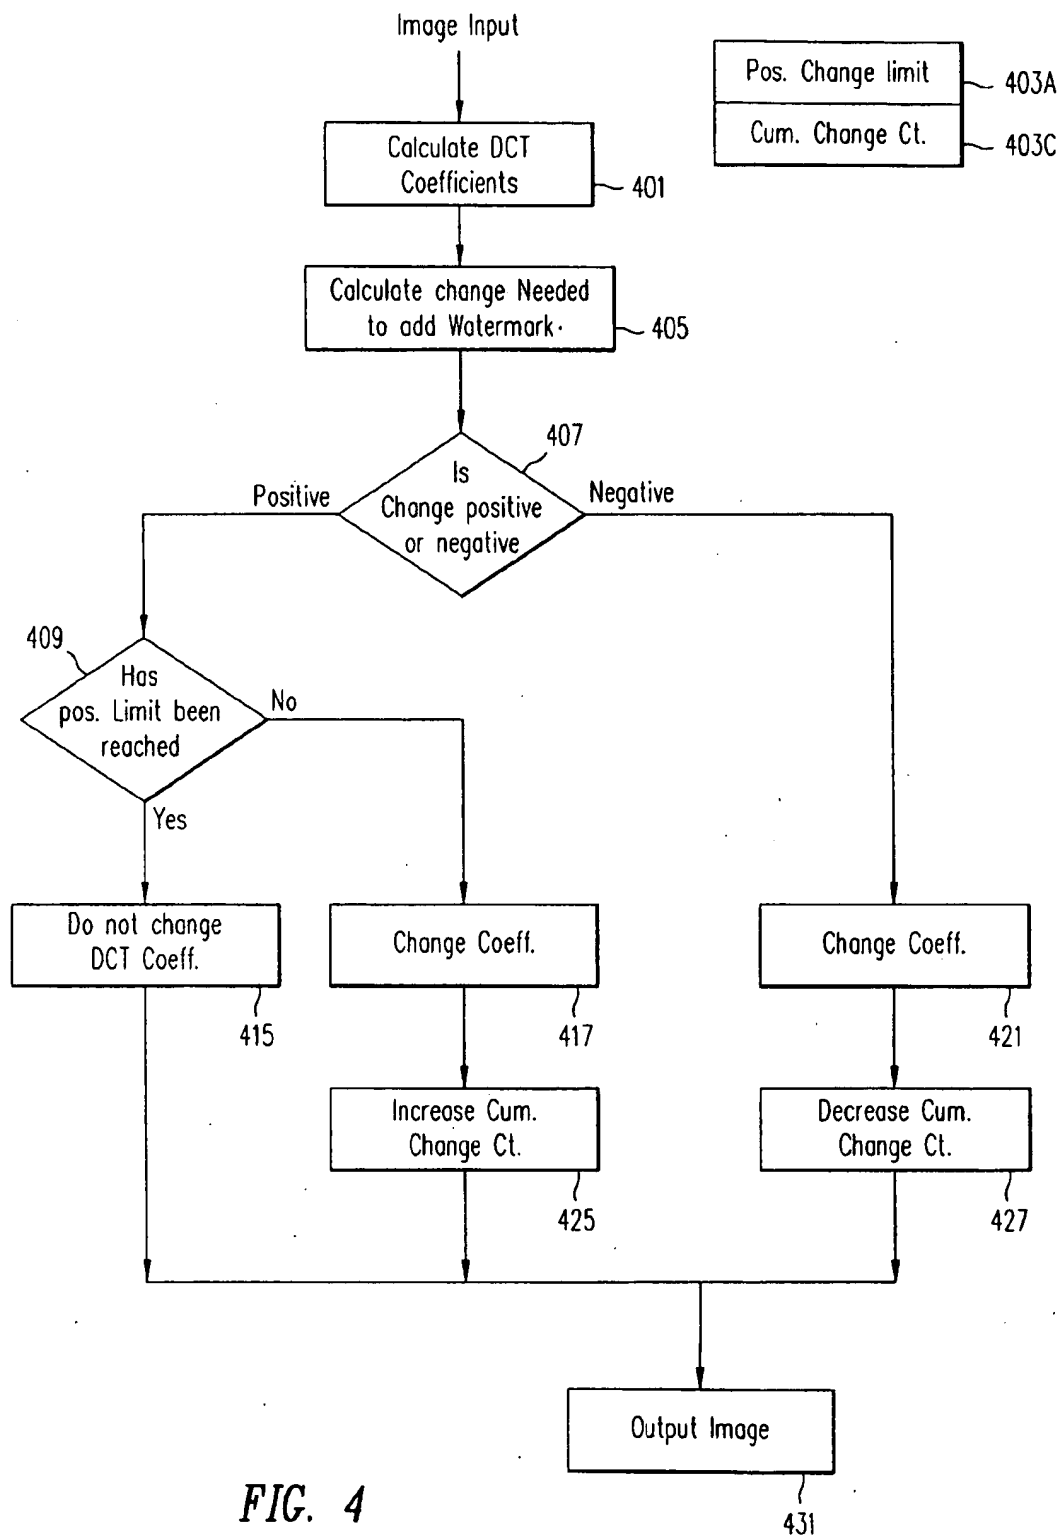 Image Input
Pos. Change limit
403A
Cum. Change Ct.
403C
Calculate DCT
Coefficients
401
Calculate change Needed
to add Watermark.
405
407
Is
Change positive
or negative
Positive
Negative
409
Has
pos. Limit been
reached
No
Yes
Do not change
DCT Coeff.
415
Change Coeff.
417
Change Coeff.
421
Increase Cum.
Change Ct.
425
Decrease Cum.
Change Ct.
427
Output Image
431
FIG. 4